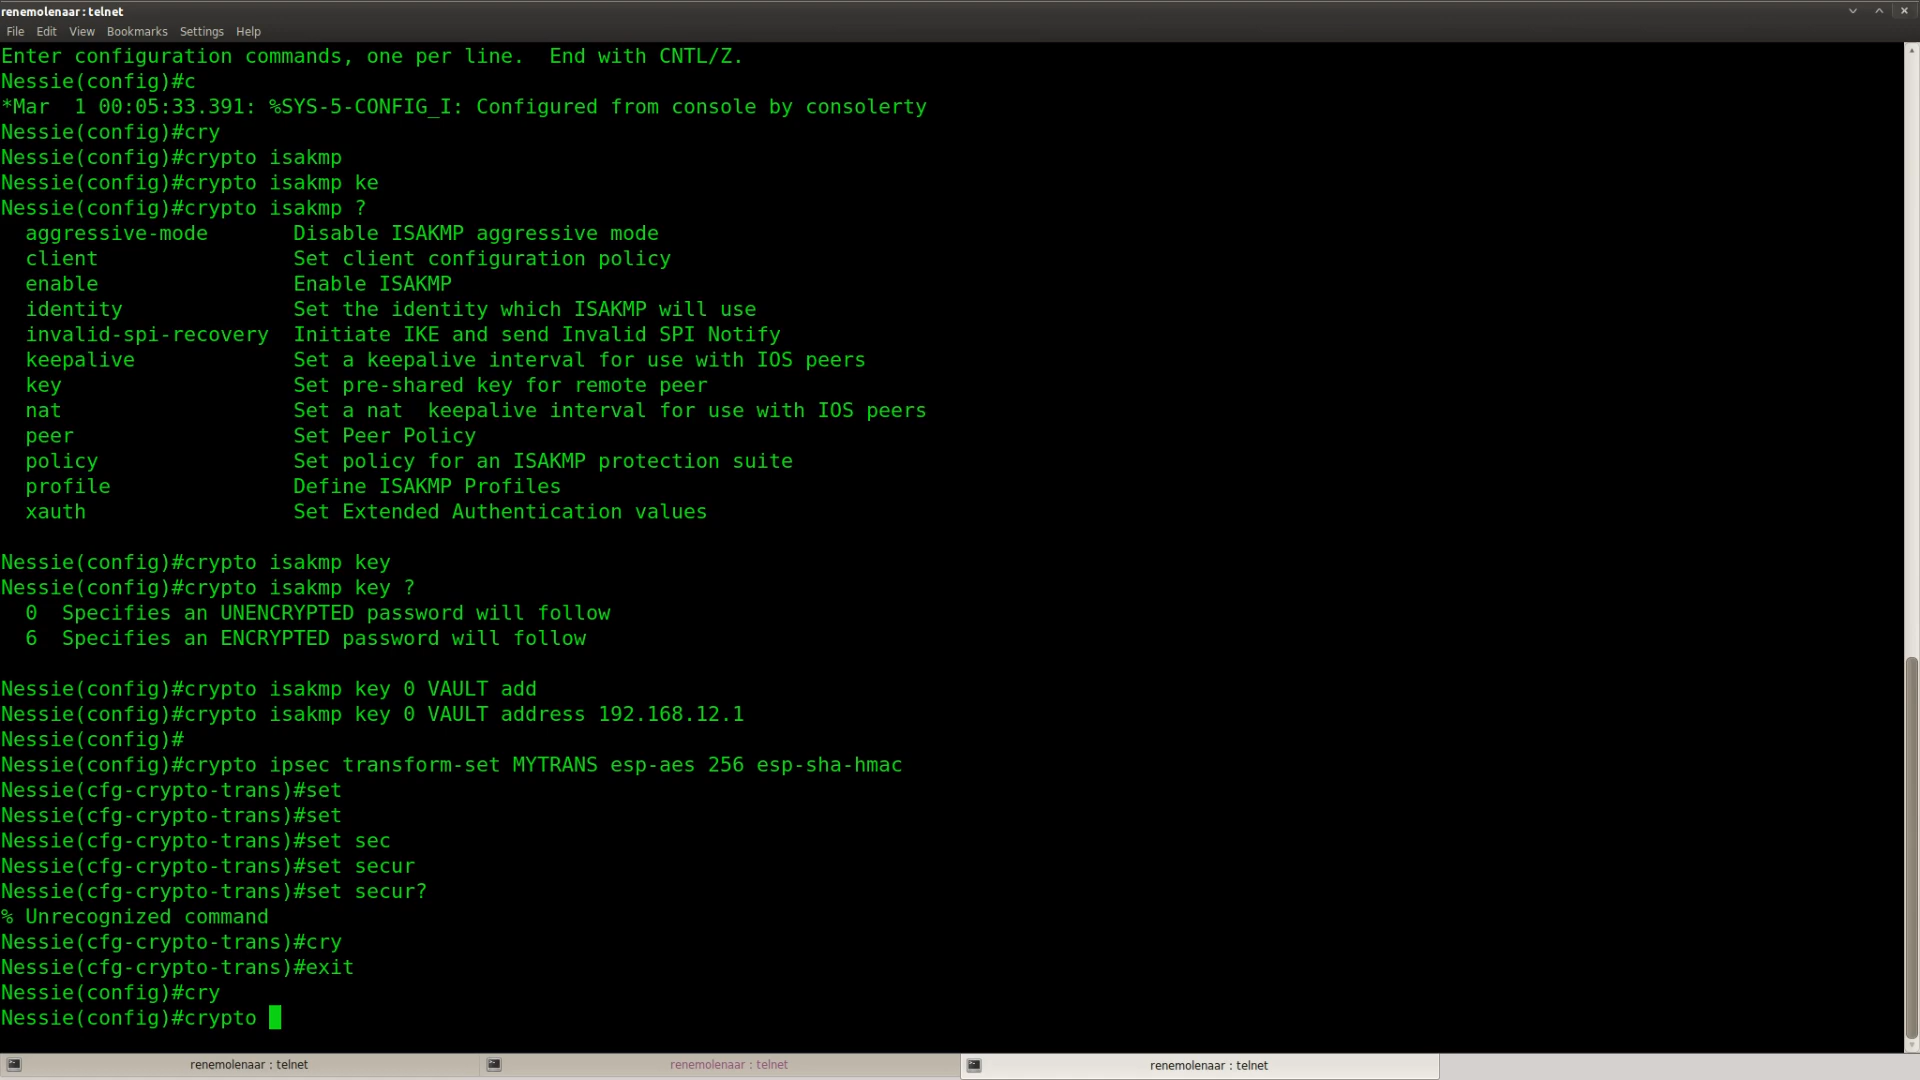 renemolenaar : telnet
File Edit View Bookmarks Settings Help
Enter configuration commands, one per line.  End with CNTL/Z.
Nessie(config)#c
*Mar  1 00:05:33.391: %SYS-5-CONFIG_I: Configured from console by consolerty
Nessie(config)#cry
Nessie(config)#crypto isakmp
Nessie(config)#crypto isakmp ke
Nessie(config)#crypto isakmp ?
  aggressive-mode       Disable ISAKMP aggressive mode
  client                Set client configuration policy
  enable                Enable ISAKMP
  identity              Set the identity which ISAKMP will use
  invalid-spi-recovery  Initiate IKE and send Invalid SPI Notify
  keepalive             Set a keepalive interval for use with IOS peers
  key                   Set pre-shared key for remote peer
  nat                   Set a nat  keepalive interval for use with IOS peers
  peer                  Set Peer Policy
  policy                Set policy for an ISAKMP protection suite
  profile               Define ISAKMP Profiles
  xauth                 Set Extended Authentication values
Nessie(config)#crypto isakmp key
Nessie(config)#crypto isakmp key ?
  0  Specifies an UNENCRYPTED password will follow
  6  Specifies an ENCRYPTED password will follow
Nessie(config)#crypto isakmp key 0 VAULT add
Nessie(config)#crypto isakmp key 0 VAULT address 192.168.12.1
Nessie(config)#
Nessie(config)#crypto ipsec transform-set MYTRANS esp-aes 256 esp-sha-hmac
Nessie(cfg-crypto-trans)#set
Nessie(cfg-crypto-trans)#set
Nessie(cfg-crypto-trans)#set sec
Nessie(cfg-crypto-trans)#set secur
Nessie(cfg-crypto-trans)#set secur?
% Unrecognized command
Nessie(cfg-crypto-trans)#cry
Nessie(cfg-crypto-trans)#exit
Nessie(config)#cry
Nessie(config)#crypto
renemolenaar : telnet renemolenaar : telnet renemolenaar : telnet